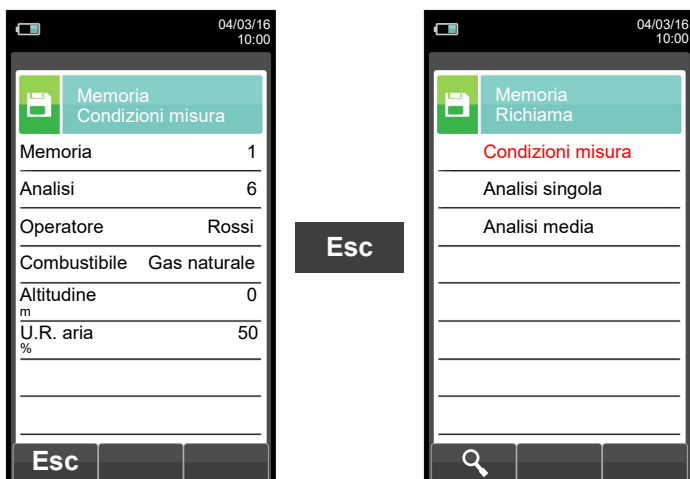 04/03/16
10:00
Memoria
Condizioni misura
Memoria 1
Analisi 6
Operatore Rossi
Combustibile Gas naturale
Altitudine 0
m
U.R. aria 50
%
Esc
Esc
04/03/16
10:00
Memoria
Richiama
Condizioni misura
Analisi singola
Analisi media